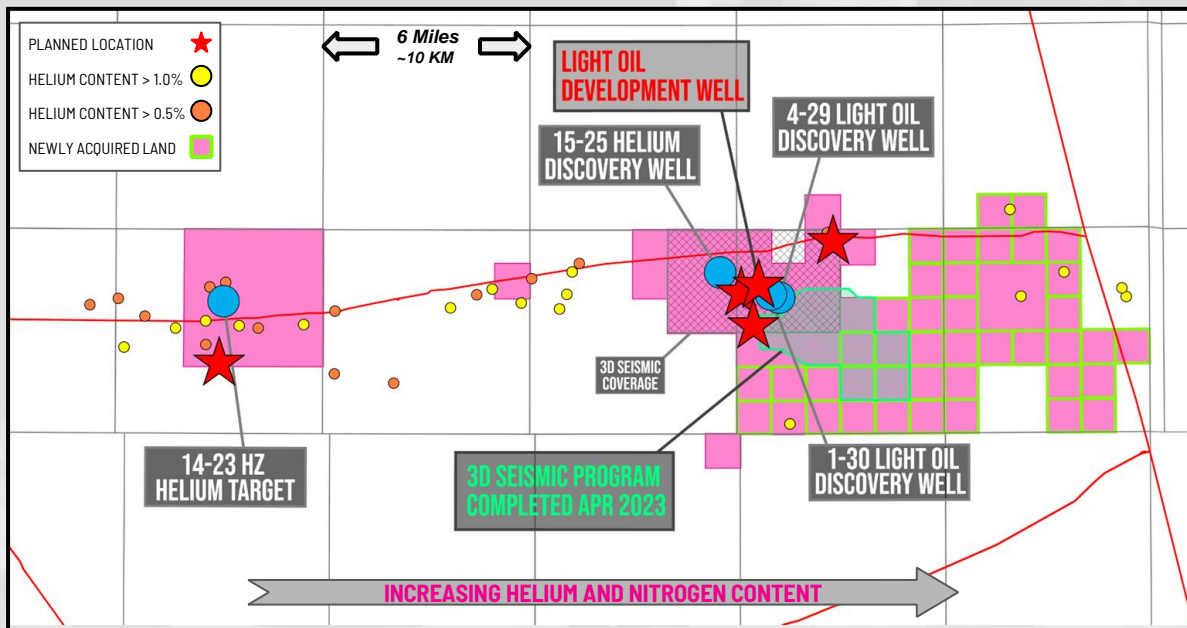 PLANNED LOCATION
HELIUM CONTENT > 1.0%
HELIUM CONTENT > 0.5%
NEWLY ACQUIRED LAND
6 Miles
~10 KM
LIGHT OIL
DEVELOPMENT WELL
4-29 LIGHT OIL
DISCOVERY WELL
15-25 HELIUM
DISCOVERY WELL
3D SEISMIC
COVERAGE
14-23 HZ
HELIUM TARGET
3D SEISMIC PROGRAM
COMPLETED APR 2023
1-30 LIGHT OIL
DISCOVERY WELL
INCREASING HELIUM AND NITROGEN CONTENT